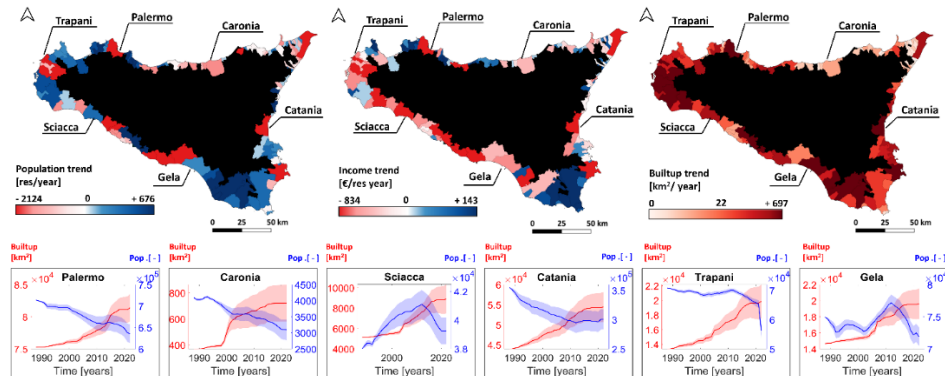 Trapani
Palermo
Caronia
Sciacca
Catania
Gela
Population trend
[res/year]
- 2124 0 + 676
0 25 50 km
Trapani
Palermo
Caronia
Sciacca
Catania
Gela
Income trend
[€/res year]
- 834 0 + 143
0 25 50 km
Trapani
Palermo
Caronia
Sciacca
Catania
Gela
Builtup trend
[km²/ year]
0 22 + 697
0 25 50 km
Builtup
[km²]
Pop.[-]
×10⁴
×10⁵
Palermo
8.5
8
7.5
7.5
7
6.5
6
1990 2000 2010 2020
Time [years]
Builtup
[km²]
Pop.[-]
Caronia
800
600
400
4500
4000
3500
3000
2500
1990 2000 2010 2020
Time [years]
Builtup
[km²]
Pop.[-]
×10⁴
Sciacca
10000
8000
6000
4000
4.2
4
3.8
2000 2020
Time [years]
Builtup
[km²]
Pop.[-]
×10⁴
×10⁵
Catania
6
5.5
5
4.5
4
3.5
3
2.5
1990 2000 2010 2020
Time [years]
Builtup
[km²]
Pop.[-]
×10⁴
×10⁴
Trapani
2.2
2
1.8
1.6
1.4
8
7
6
5
1990 2000 2010 2020
Time [years]
Builtup
[km²]
Pop.[-]
×10⁴
×10⁴
Gela
2.2
2
1.8
1.6
1.4
8
7.5
7
1990 2000 2010 2020
Time [years]